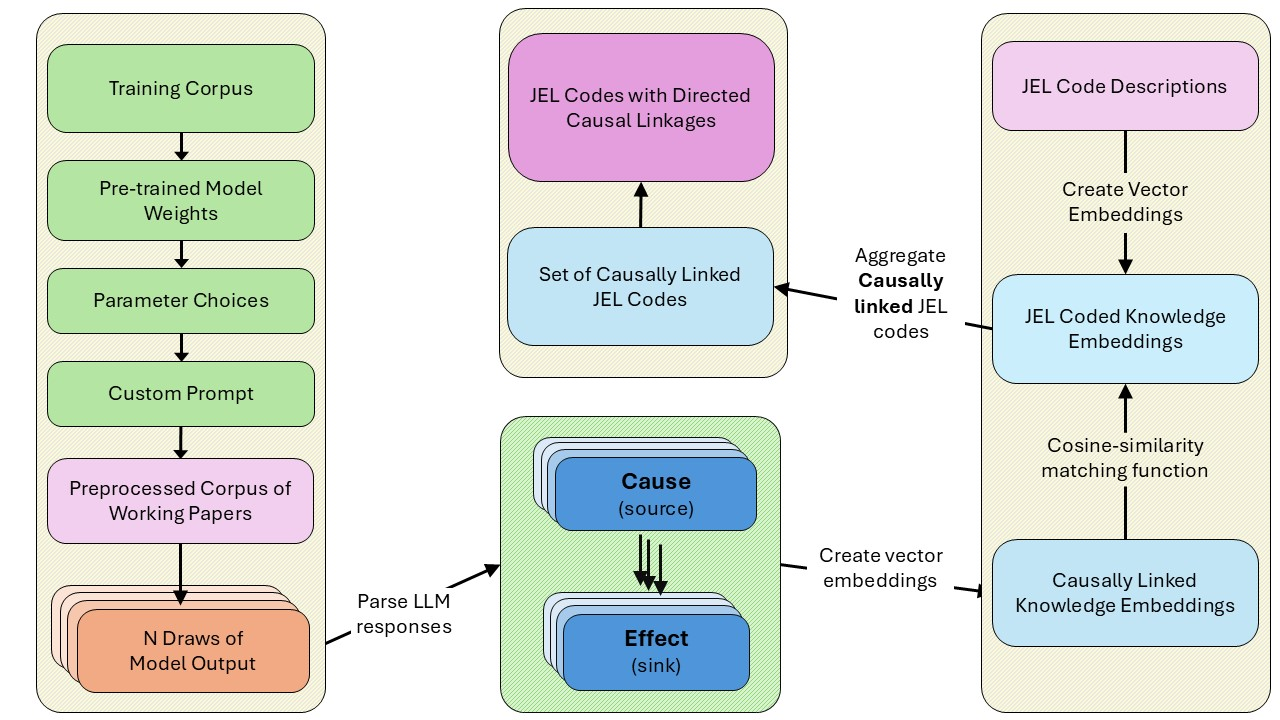 Training Corpus
Pre-trained Model
Weights
Parameter Choices
Custom Prompt
Preprocessed Corpus of
Working Papers
N Draws of
Model Output
Parse LLM
responses
JEL Codes with Directed
Causal Linkages
Set of Causally Linked
JEL Codes
Cause
(source)
Effect
(sink)
Aggregate
Causally
linked JEL
codes
Create vector
embeddings
JEL Code Descriptions
Create Vector
Embeddings
JEL Coded Knowledge
Embeddings
Cosine-similarity
matching function
Causally Linked
Knowledge Embeddings